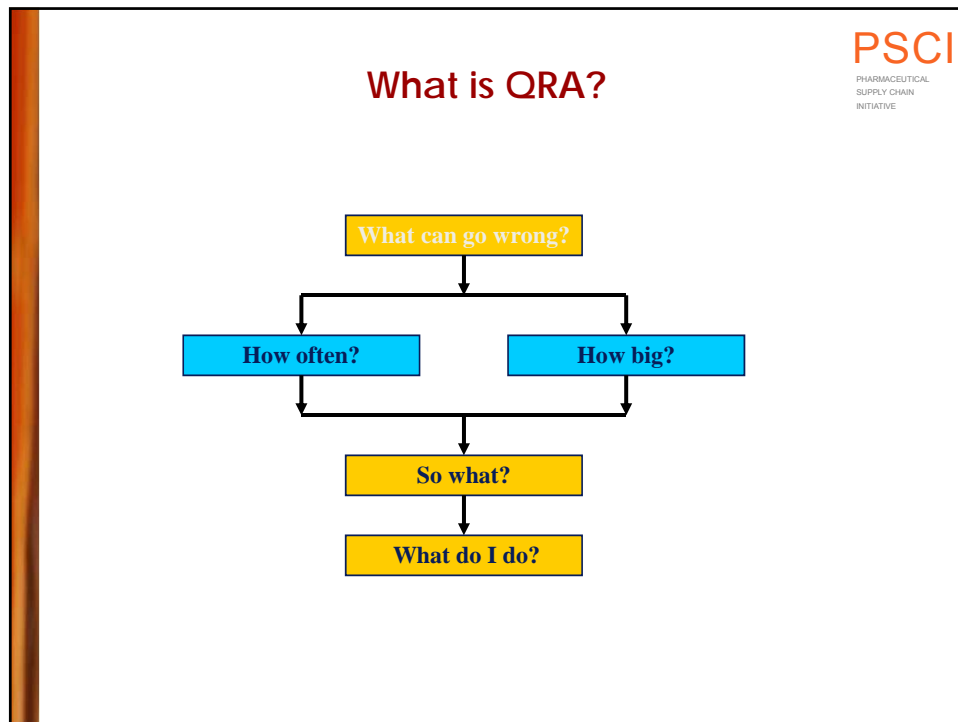 What is QRA?
PSCI
PHARMACEUTICAL
SUPPLY CHAIN
INITIATIVE
What can go wrong?
How often?
How big?
So what?
What do I do?